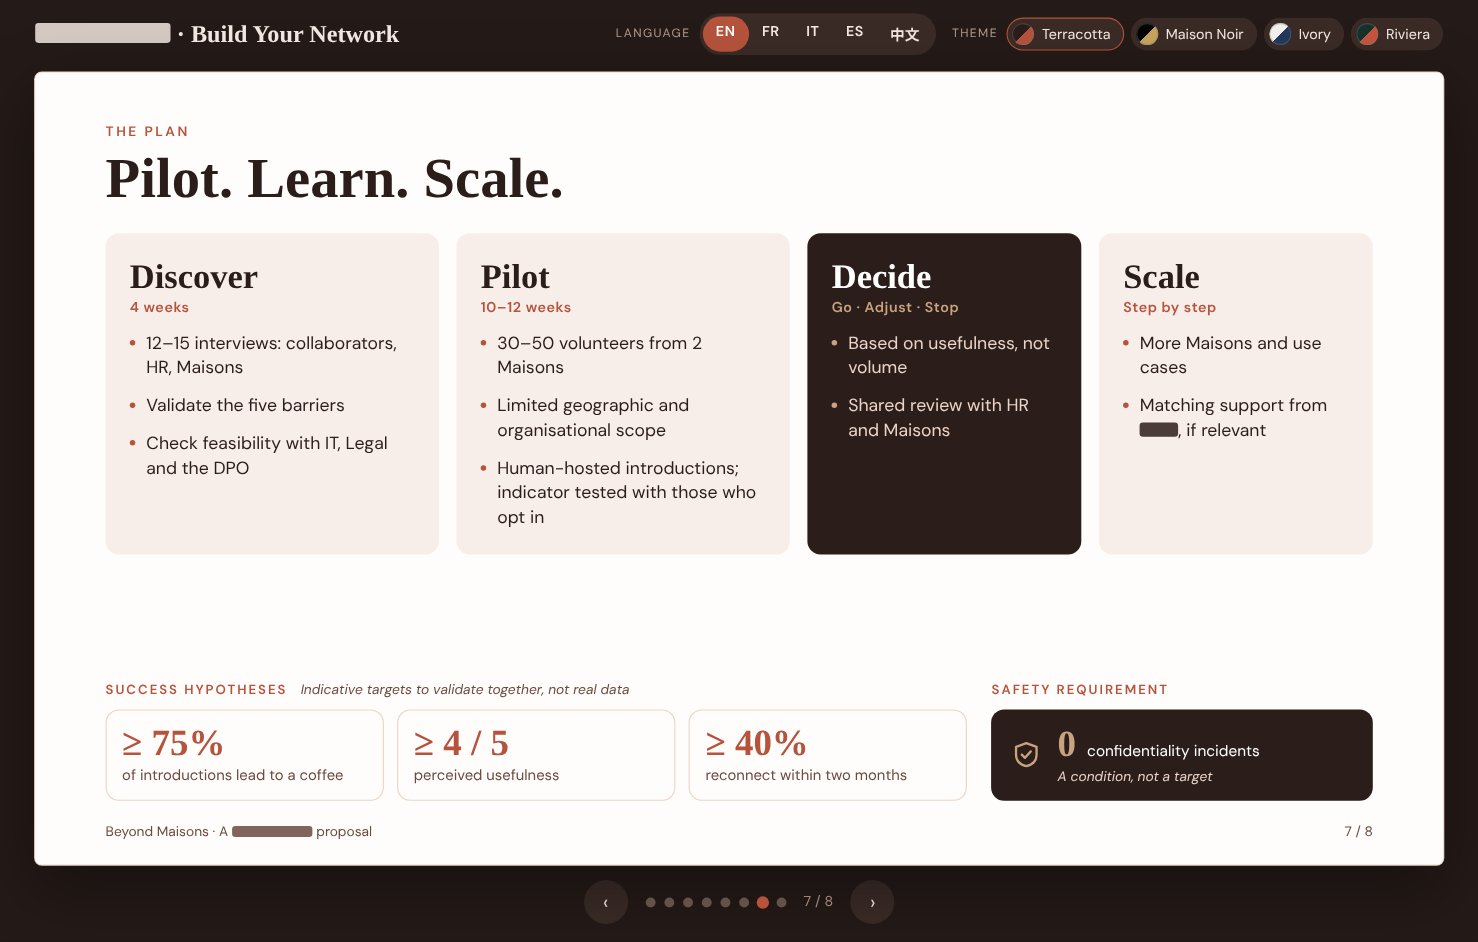 · Build Your Network
LANGUAGE EN FR IT ES 中文
THEME Terracotta Maison Noir Ivory Riviera
THE PLAN
Pilot. Learn. Scale.
Discover
4 weeks
• 12–15 interviews: collaborators,
HR, Maisons
• Validate the five barriers
• Check feasibility with IT, Legal
and the DPO
Pilot
10–12 weeks
• 30–50 volunteers from 2
Maisons
• Limited geographic and
organisational scope
• Human-hosted introductions;
indicator tested with those who
opt in
Decide
Go · Adjust · Stop
• Based on usefulness, not
volume
• Shared review with HR
and Maisons
Scale
Step by step
• More Maisons and use
cases
• Matching support from
, if relevant
SUCCESS HYPOTHESES Indicative targets to validate together, not real data
≥ 75%
of introductions lead to a coffee
≥ 4 / 5
perceived usefulness
≥ 40%
reconnect within two months
SAFETY REQUIREMENT
0 confidentiality incidents
A condition, not a target
Beyond Maisons · A proposal
7 / 8
‹ 7 / 8 ›